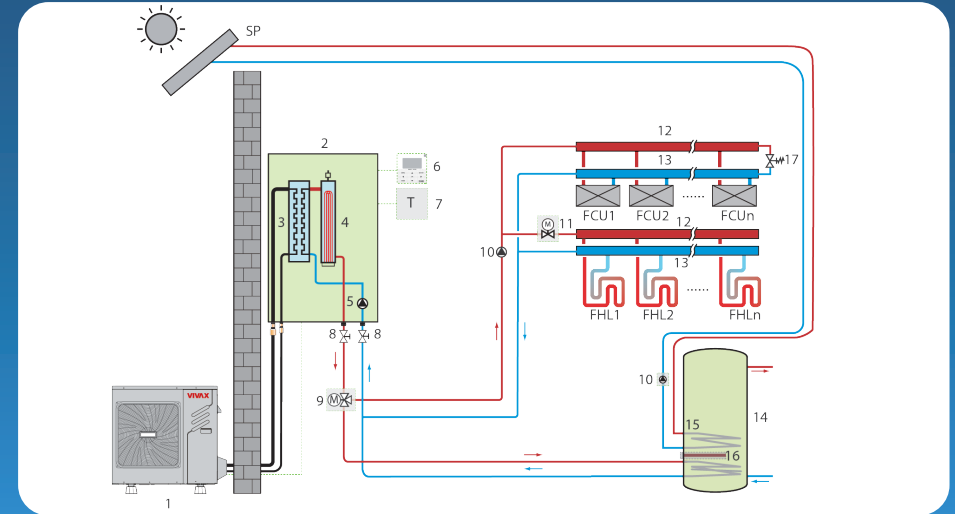 SP
2
12
6
13
17
7
T
3
4
FCU1
FCU2
......
FCUn
M
11
12
10
13
5
......
FHL1
FHL2
FHLn
8
8
10
9
M
VIVAX
14
15
16
1